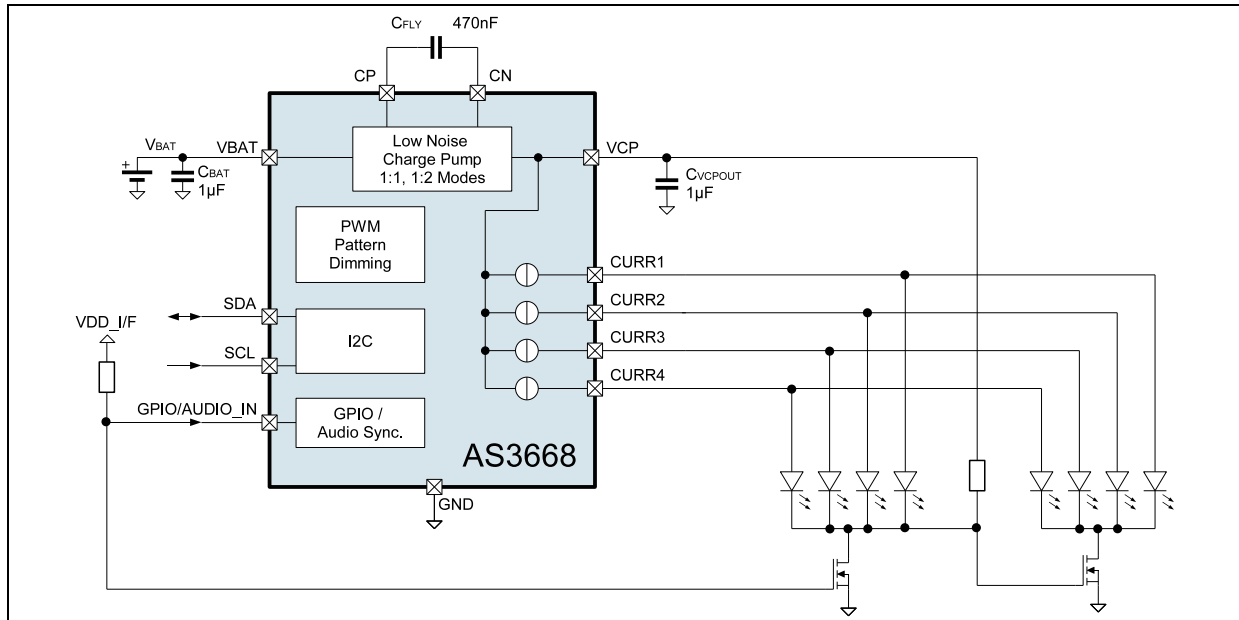 CFLY 470nF
CP CN
VBAT VBAT
Low Noise
Charge Pump
1:1, 1:2 Modes
VCP
+
CBAT
1µF
CVCPOUT
1µF
PWM
Pattern
Dimming
CURR1
SDA
CURR2
VDD_I/F
I2C
SCL
CURR3
CURR4
GPIO/AUDIO_IN
GPIO /
Audio Sync.
AS3668
GND